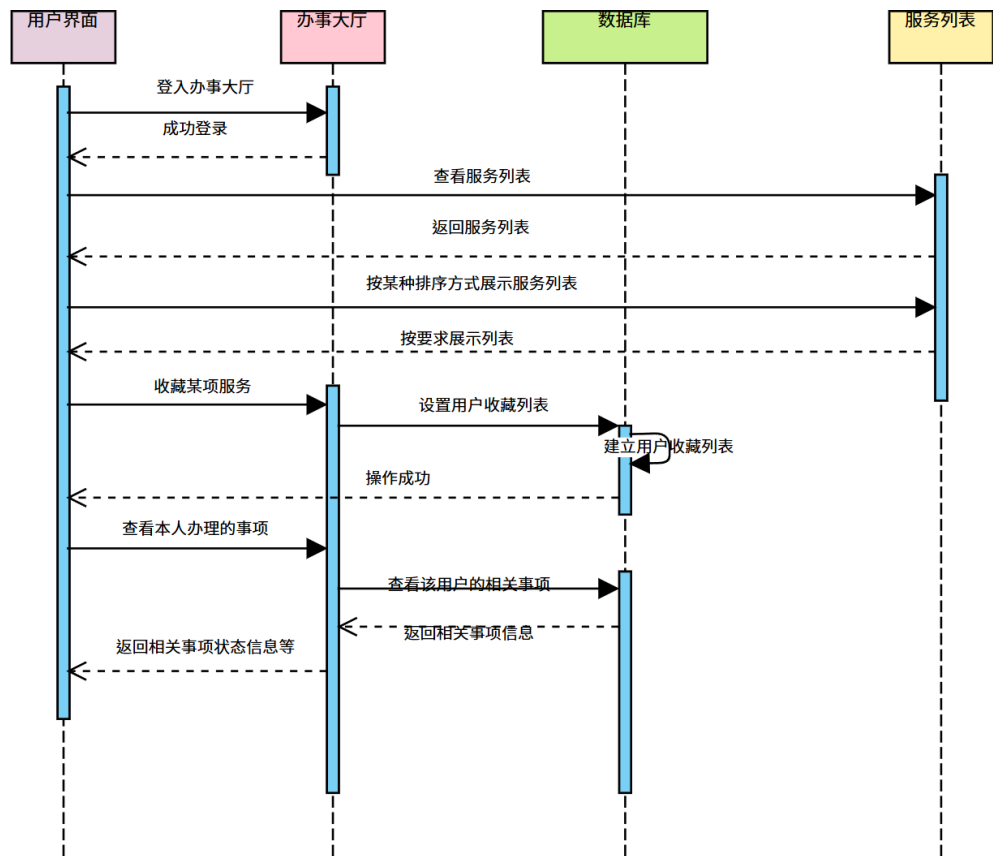 用户界面
办事大厅
数据库
服务列表
登入办事大厅
成功登录
查看服务列表
返回服务列表
按某种排序方式展示服务列表
按要求展示列表
收藏某项服务
设置用户收藏列表
建立用户收藏列表
操作成功
查看本人办理的事项
查看该用户的相关事项
返回相关事项信息
返回相关事项状态信息等